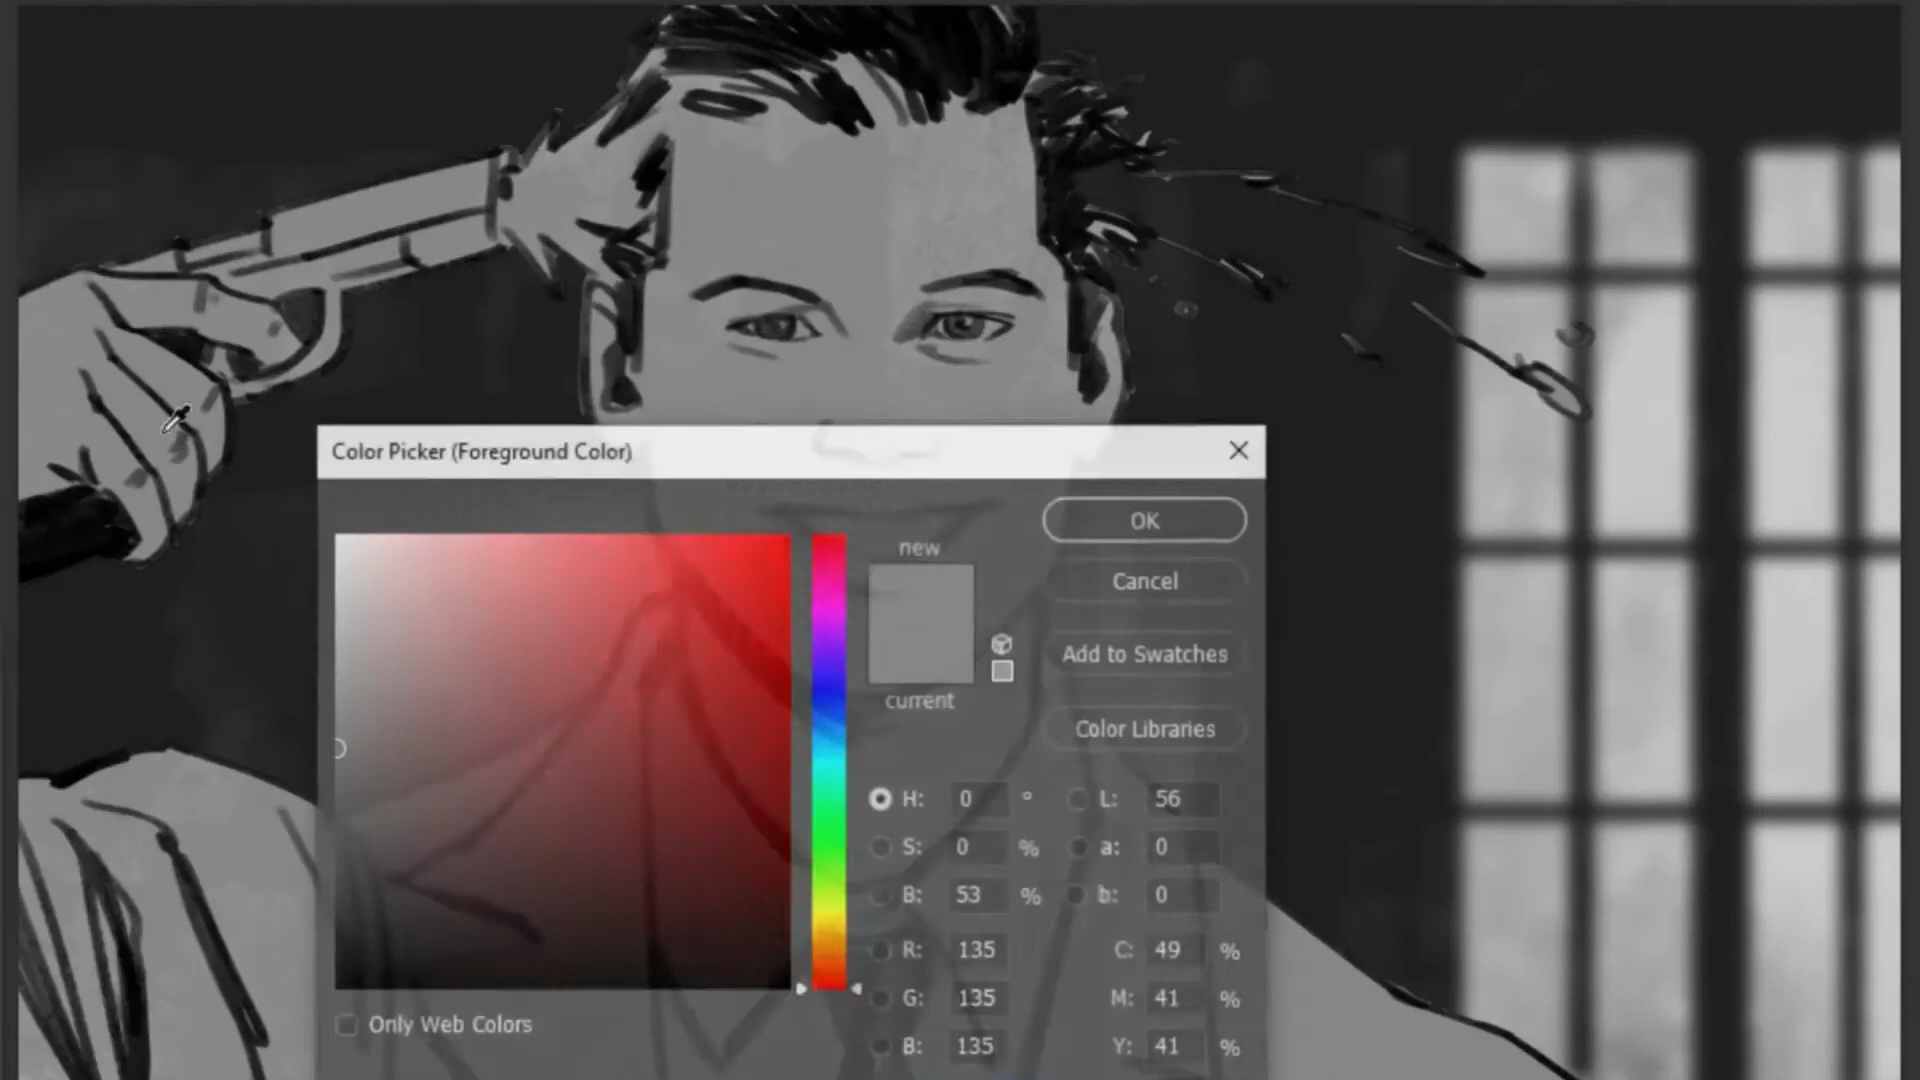 Color Picker (Foreground Color)
OK
new
Cancel
Add to Swatches
current
Color Libraries
H: 0 ° L: 56
S: 0 % a: 0
B: 53 % b: 0
R: 135 C: 49 %
G: 135 M: 41 %
Only Web Colors
B: 135 Y: 41 %